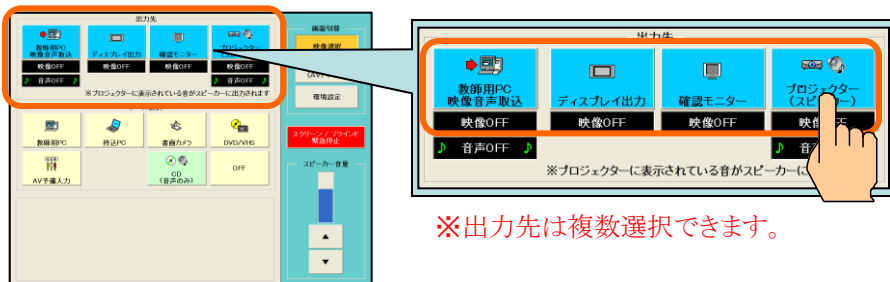 出力先
教師用PC
映像音声取込
ディスプレイ出力
確認モニター
プロジェクター
映像OFF
映像OFF
映像OFF
映像OFF
♪ 音声OFF ♪
♪ 音声OFF ♪
※プロジェクターに表示されている音がスピーカーに出力されます
教師用PC
持込PC
書画カメラ
DVD/VHS
AV予備入力
CD
(音声のみ)
OFF
画面切替
映像選択
(AV)
環境設定
スクリーン / ブラインド
緊急停止
スピーカー音量
▲
▼
出力先
教師用PC
映像音声取込
ディスプレイ出力
確認モニター
プロジェクター
(スピーカー)
映像OFF
映像OFF
映像OFF
映
♪ 音声OFF ♪
♪ 音
※プロジェクターに表示されている音がスピーカーに
※出力先は複数選択できます。